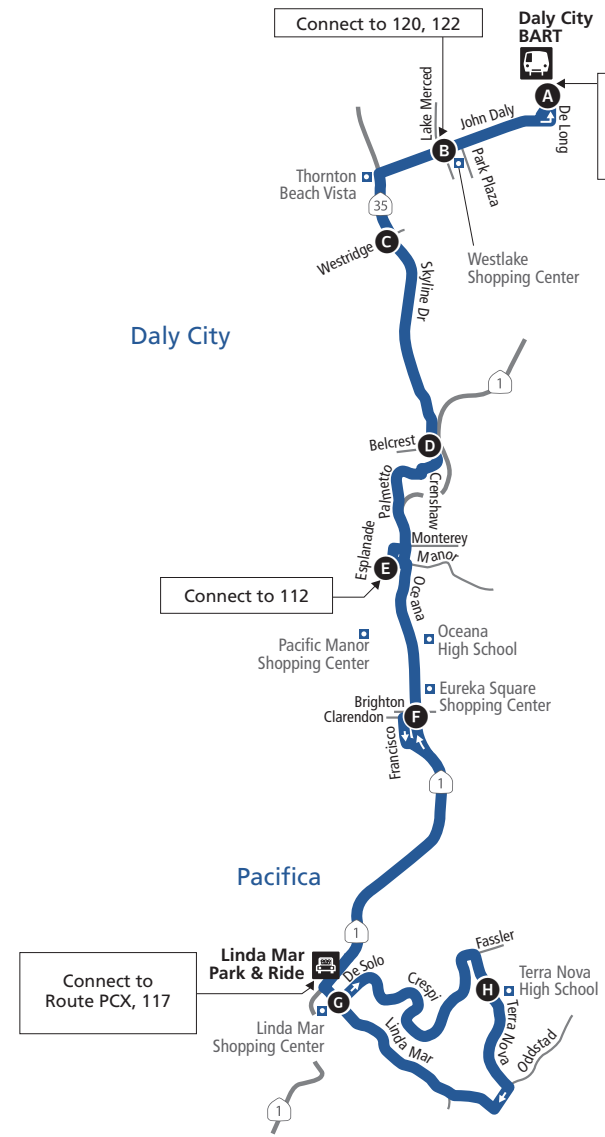 Connect to 120, 122
Daly City
BART
A
De Long
John Daly
Lake Merced
B
Park Plaza
Thornton
Beach Vista
35
C
Westridge
Westlake
Shopping Center
Skyline Dr
Daly City
1
Belcrest
D
Palmetto
Crenshaw
Monterey
Manor
Esplanade
E
Oceana
Connect to 112
Pacific Manor
Shopping Center
Oceana
High School
Eureka Square
Shopping Center
Brighton
Clarendon
F
Francisco
1
Pacifica
1
Linda Mar
Park & Ride
Connect to
Route PCX, 117
De Solo
G
Linda Mar
Shopping Center
Crespi
Linda Mar
Fassler
H
Terra Nova
High School
Terra Nova
Oddstad
1